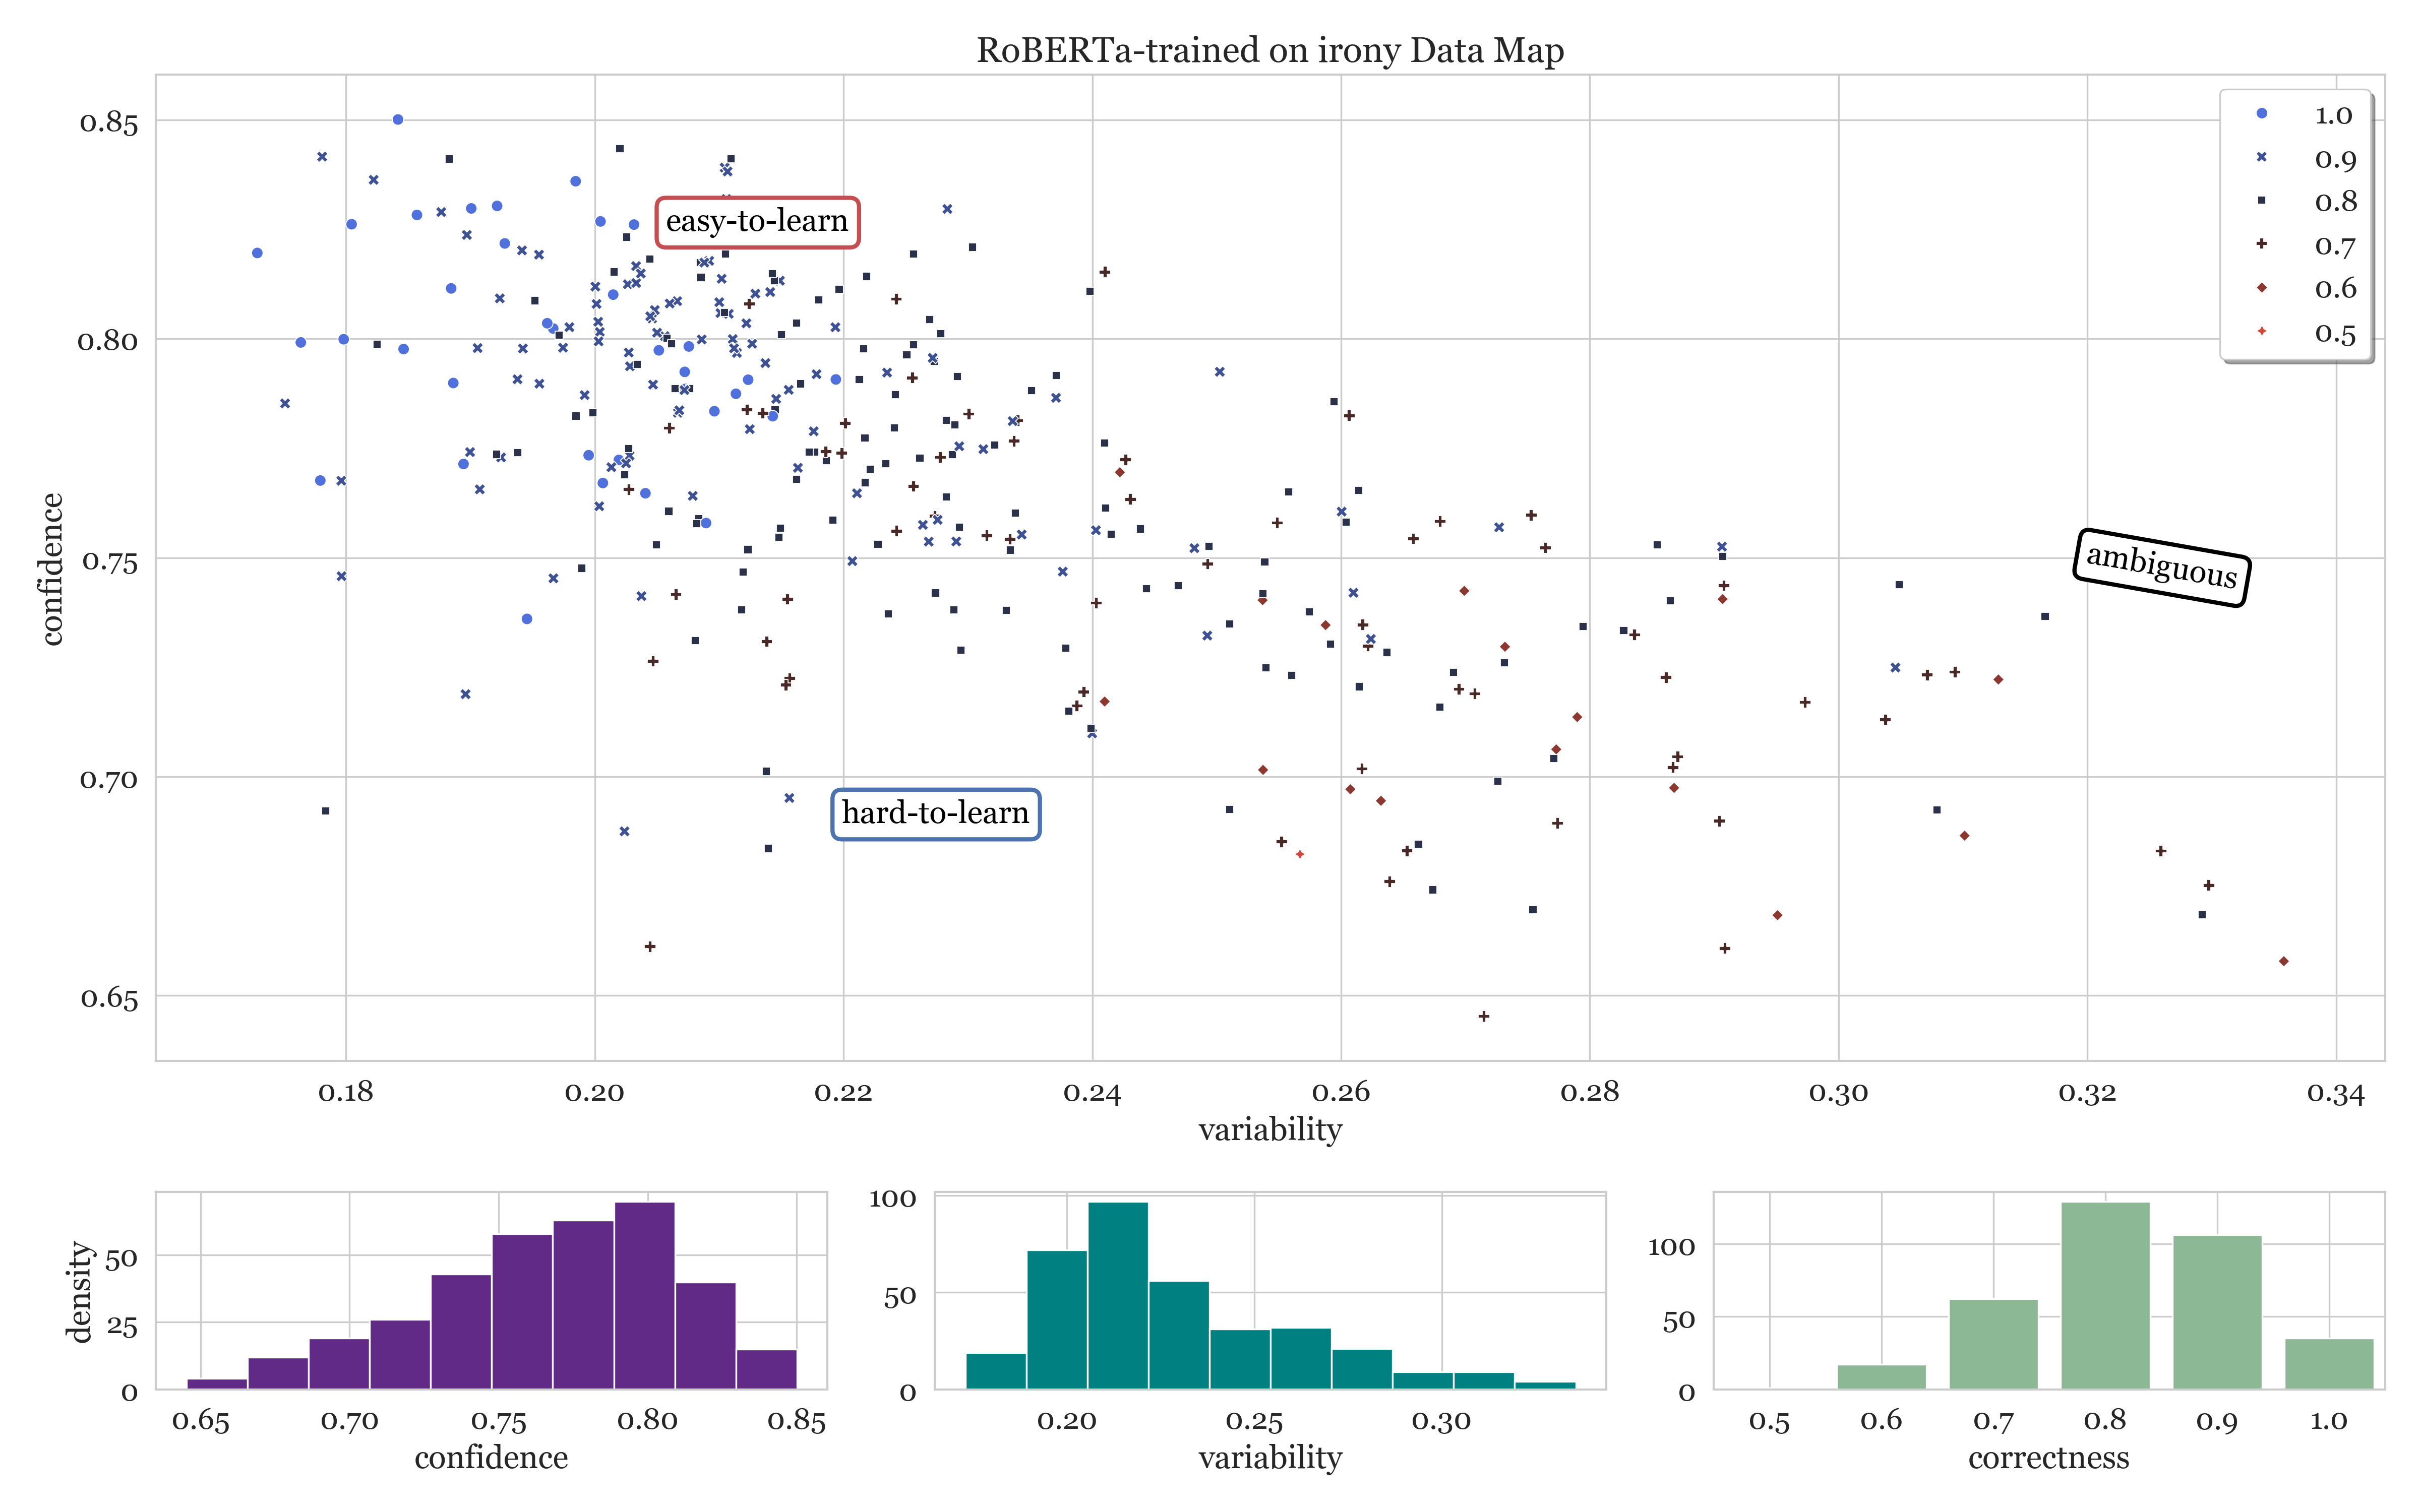 RoBERTa-trained on irony Data Map
confidence
0.85
0.80
0.75
0.70
0.65
easy-to-learn
ambiguous
hard-to-learn
1.0
0.9
0.8
0.7
0.6
0.5
0.18 0.20 0.22 0.24 0.26 0.28 0.30 0.32 0.34
variability
density
50
25
0
0.65 0.70 0.75 0.80 0.85
confidence
100
50
0
0.20 0.25 0.30
variability
100
50
0
0.5 0.6 0.7 0.8 0.9 1.0
correctness